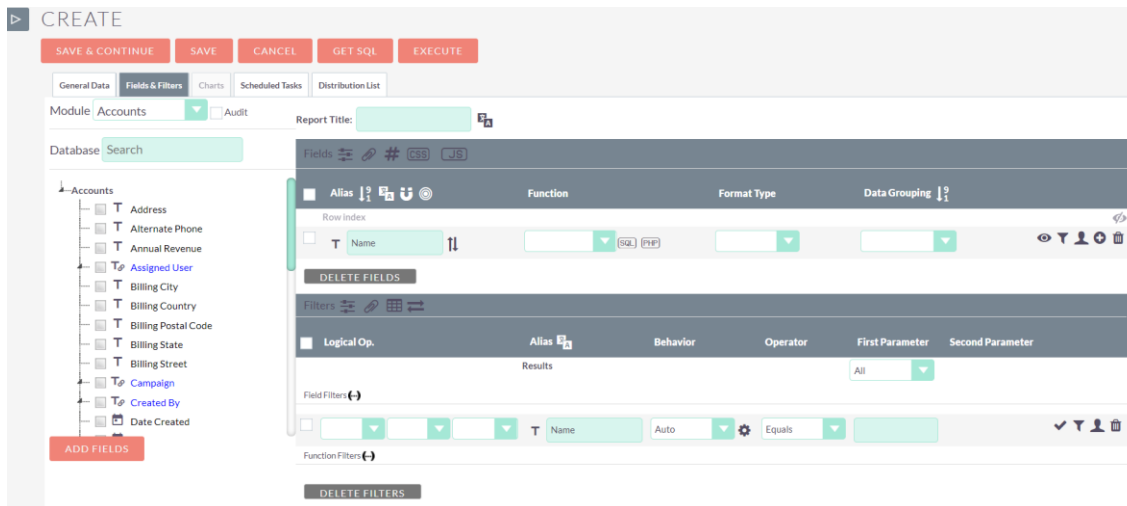 CREATE
SAVE & CONTINUE SAVE CANCEL GET SQL EXECUTE
General Data Fields & Filters Charts Scheduled Tasks Distribution List
Module Accounts Audit
Report Title:
Database Search
Fields # CSS JS
Accounts
Alias Function Format Type Data Grouping
Address
Row index
Alternate Phone
T Name SQL PHP
Annual Revenue
Assigned User
DELETE FIELDS
Billing City
Filters
Billing Country
Billing Postal Code
Logical Op. Alias Behavior Operator First Parameter Second Parameter
Billing State
Billing Street
Results All
Campaign
Field Filters (--)
Created By
Date Created
T Name Auto Equals
ADD FIELDS
Function Filters (--)
DELETE FILTERS